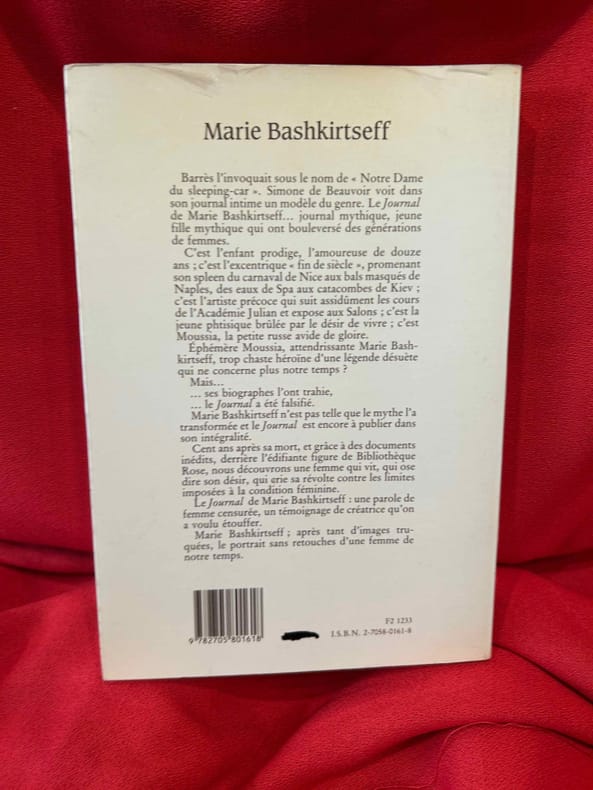 Marie Bashkirtseff
Barrès l'invoquait sous le nom de « Notre Dame
du sleeping-car ». Simone de Beauvoir voit dans
son journal intime un modèle du genre. Le Journal
de Marie Bashkirtseff... journal mythique, jeune
fille mythique qui ont bouleversé des générations
de femmes.
C'est l'enfant prodige, l'amoureuse de douze
ans ; c'est l'excentrique « fin de siècle », promenant
son spleen du carnaval de Nice aux bals masqués de
Naples, des eaux de Spa aux catacombes de Kiev ;
c'est l'artiste précoce qui suit assidûment les cours
de l'Académie Julian et expose aux Salons ; c'est la
jeune phtisique brûlée par le désir de vivre ; c'est
Moussia, la petite russe avide de gloire.
Éphémère Moussia, attendrissante Marie Bash-
kirtseff, trop chaste héroïne d'une légende désuète
qui ne concerne plus notre temps ?
Mais...
... ses biographes l'ont trahie,
... le Journal a été falsifié.
Marie Bashkirtseff n'est pas telle que le mythe l'a
transformée et le Journal est encore à publier dans
son intégralité.
Cent ans après sa mort, et grâce à des documents
inédits, derrière l'édifiante figure de Bibliothèque
Rose, nous découvrons une femme qui vit, qui ose
dire son désir, qui crie sa révolte contre les limites
imposées à la condition féminine.
Le Journal de Marie Bashkirtseff : une parole de
femme censurée, un témoignage de créatrice qu'on
a voulu étouffer.
Marie Bashkirtseff ; après tant d'images tru-
quées, le portrait sans retouches d'une femme de
notre temps.
F2 1233
I.S.B.N. 2-7058-0161-8
9 782705 801618